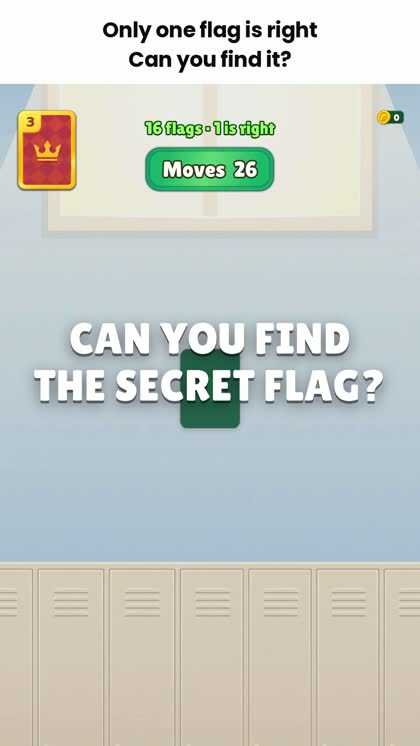 Only one flag is right
Can you find it?
3
16 flags • 1 is right
0
Moves 26
CAN YOU FIND
THE SECRET FLAG?